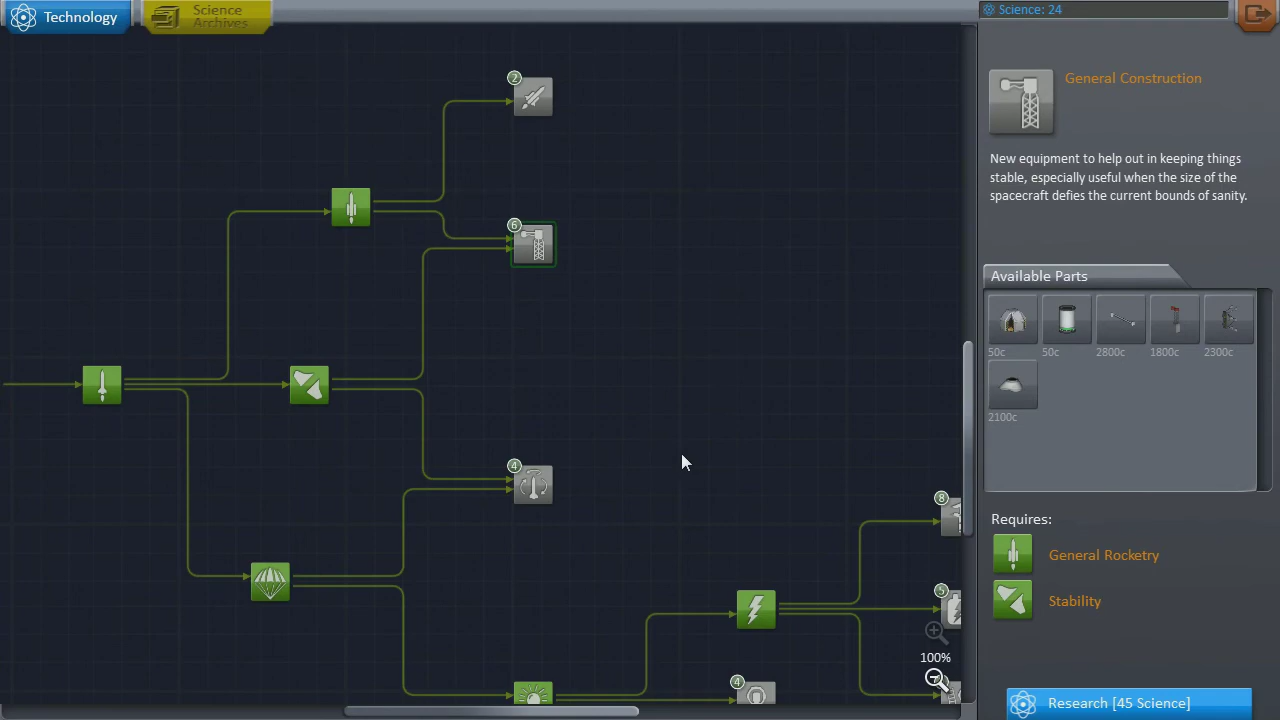 Technology
Science
Archives
Science: 24
General Construction
New equipment to help out in keeping things
stable, especially useful when the size of the
spacecraft defies the current bounds of sanity.
Available Parts
50c
50c
2800c
1800c
2300c
2100c
Requires:
General Rocketry
Stability
Research [45 Science]
2
6
4
8
5
4
100%